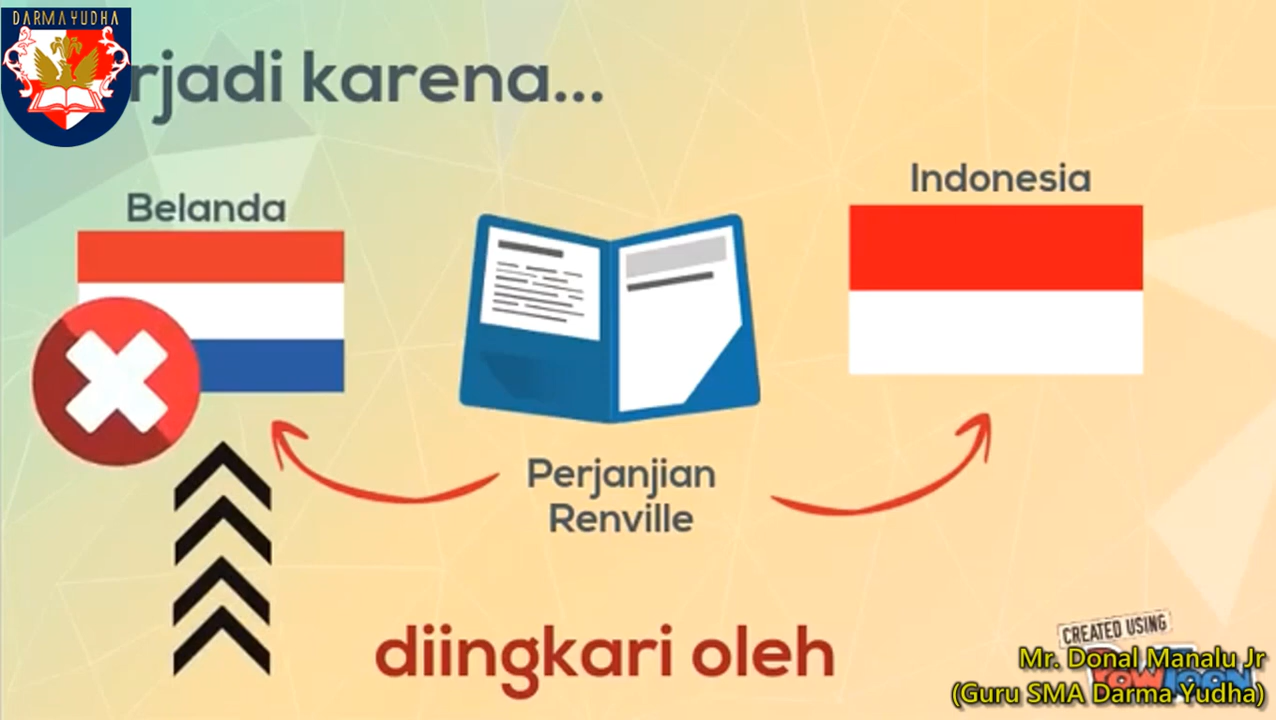 DARMA YUDHA
rjadi karena...
Belanda
Indonesia
Perjanjian
Renville
diingkari oleh
CREATED USING
POWTOON
Mr. Donal Manalu Jr
(Guru SMA Darma Yudha)